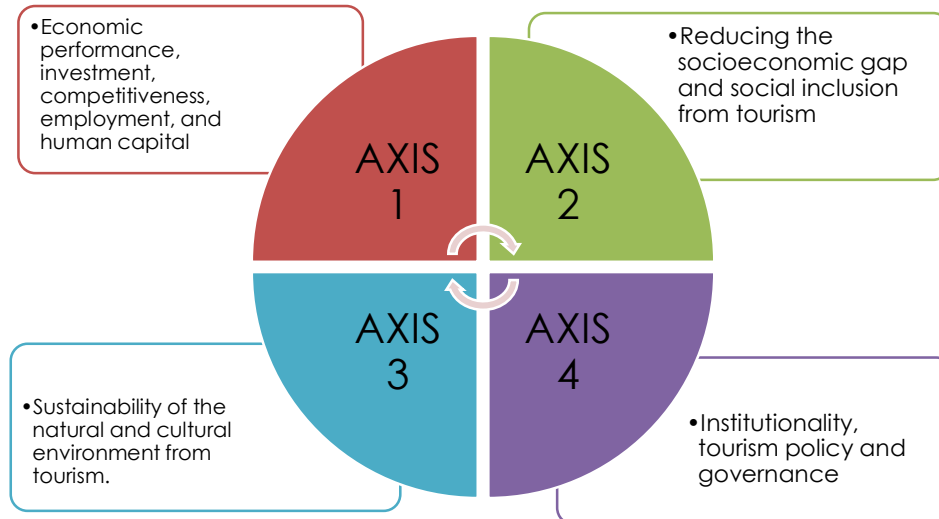 •Economic
performance,
investment,
competitiveness,
employment, and
human capital
AXIS
1
•Reducing the
socioeconomic gap
and social inclusion
from tourism
AXIS
2
•Sustainability of the
natural and cultural
environment from
tourism.
AXIS
3
•Institutionality,
tourism policy and
governance
AXIS
4